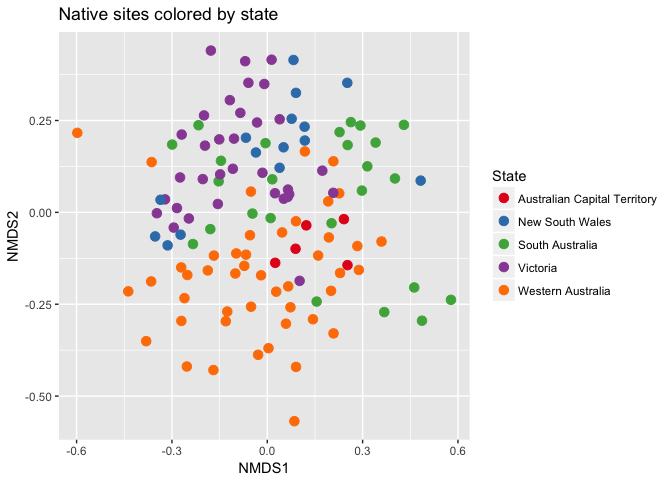 Native sites colored by state
NMDS2
0.25
0.00
-0.25
-0.50
-0.6
-0.3
0.0
0.3
0.6
NMDS1
State
Australian Capital Territory
New South Wales
South Australia
Victoria
Western Australia